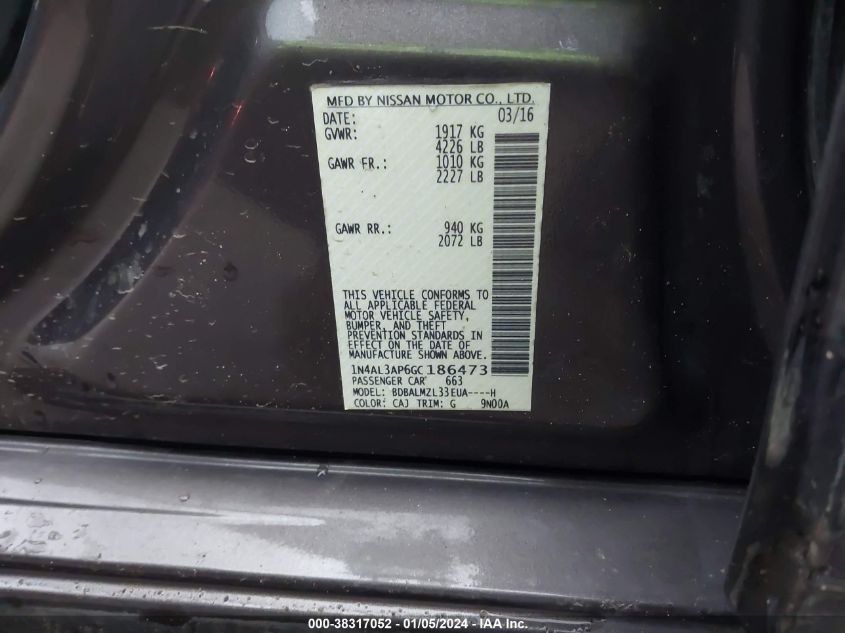 MFD BY NISSAN MOTOR CO., LTD.
DATE: 03/16
GVWR: 1917 KG
4226 LB
GAWR FR.: 1010 KG
2227 LB
GAWR RR.: 940 KG
2072 LB
THIS VEHICLE CONFORMS TO
ALL APPLICABLE FEDERAL
MOTOR VEHICLE SAFETY,
BUMPER, AND THEFT
PREVENTION STANDARDS IN
EFFECT ON THE DATE OF
MANUFACTURE SHOWN ABOVE.
1N4AL3AP6GC186473
PASSENGER CAR 663
MODEL: BDBALMZL33EUA----H
COLOR: CAJ TRIM: G 9N00A
000-38317052 - 01/05/2024 - © IAA Inc.